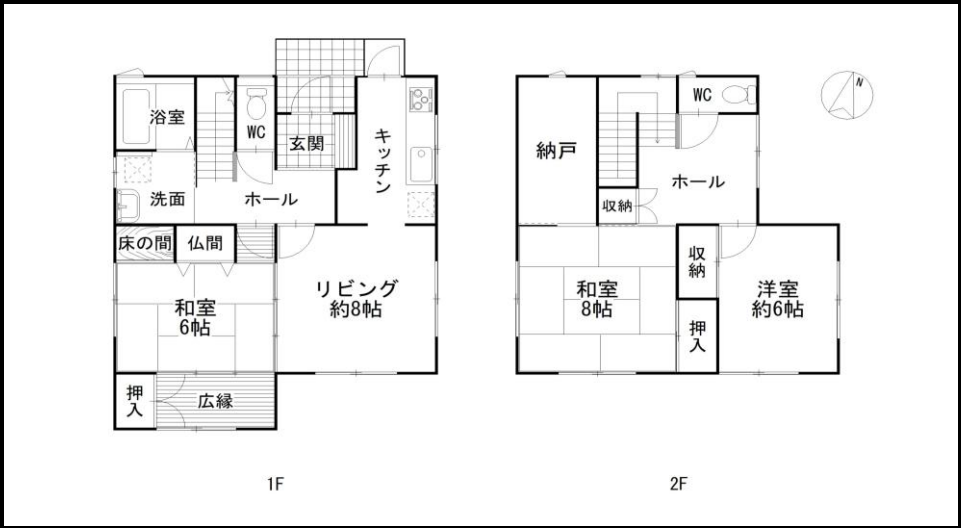 浴室
WC
玄関
キッチン
洗面
ホール
床の間
仏間
リビング
約8帖
和室
6帖
押入
広縁
1F
N
WC
納戸
ホール
収納
和室
8帖
収納
洋室
約6帖
押入
2F